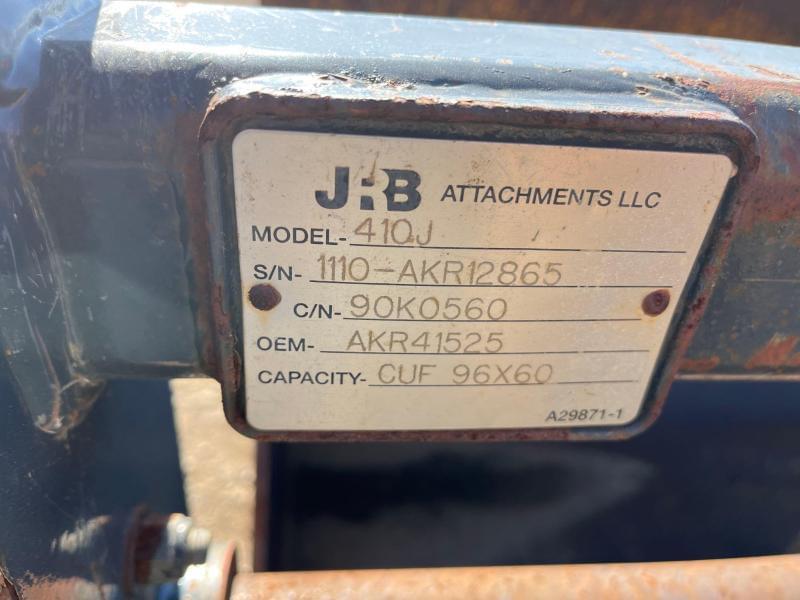 JRB ATTACHMENTS LLC
MODEL- 410J
S/N- 1110-AKR12865
C/N- 90K0560
OEM- AKR41525
CAPACITY- CUF 96X60
A29871-1